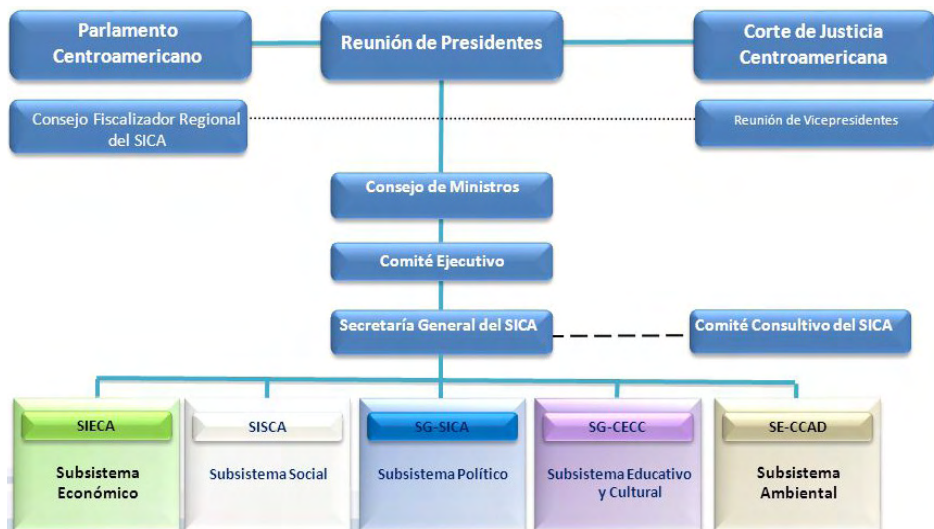 Parlamento
Centroamericano
Reunión de Presidentes
Corte de Justicia
Centroamericana
Consejo Fiscalizador Regional
del SICA
Reunión de Vicepresidentes
Consejo de Ministros
Comité Ejecutivo
Secretaría General del SICA
Comité Consultivo del SICA
SIECA
Subsistema
Económico
SISCA
Subsistema Social
SG-SICA
Subsistema Político
SG-CECC
Subsistema Educativo
y Cultural
SE-CCAD
Subsistema
Ambiental